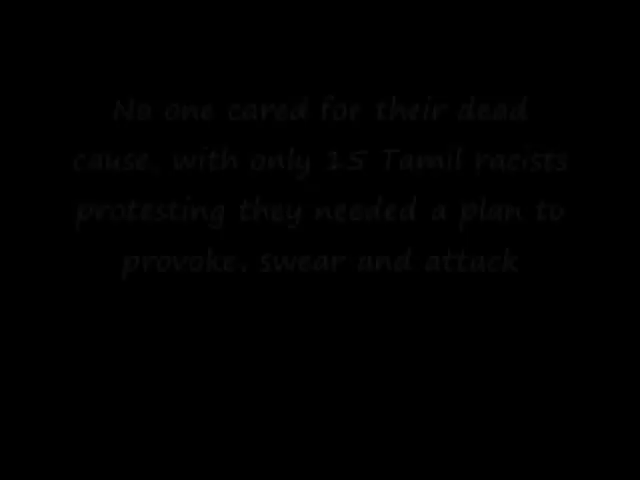 No one cared for their dead
cause, with only 15 Tamil racists
protesting they needed a plan to
provoke, swear and attack